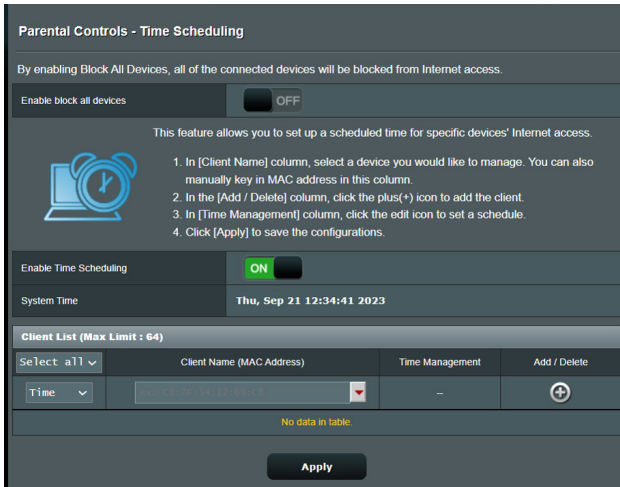 Parental Controls - Time Scheduling
By enabling Block All Devices, all of the connected devices will be blocked from Internet access.
Enable block all devices OFF
This feature allows you to set up a scheduled time for specific devices' Internet access.
1. In [Client Name] column, select a device you would like to manage. You can also
manually key in MAC address in this column.
2. In the [Add / Delete] column, click the plus(+) icon to add the client.
3. In [Time Management] column, click the edit icon to set a schedule.
4. Click [Apply] to save the configurations.
Enable Time Scheduling ON
System Time Thu, Sep 21 12:34:41 2023
Client List (Max Limit : 64)
Select all Client Name (MAC Address) Time Management Add / Delete
Time –
No data in table.
Apply